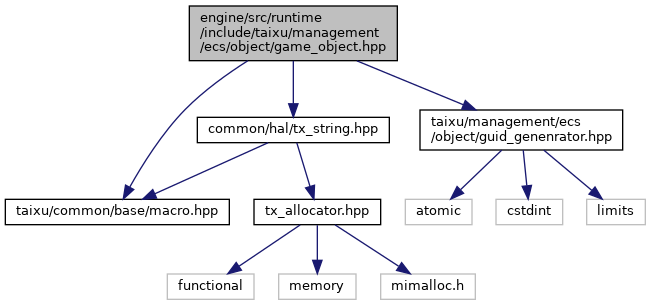 engine/src/runtime
/include/taixu/management
/ecs/object/game_object.hpp
common/hal/tx_string.hpp
taixu/management/ecs
/object/guid_genenrator.hpp
taixu/common/base/macro.hpp
tx_allocator.hpp
atomic
cstdint
limits
functional
memory
mimalloc.h